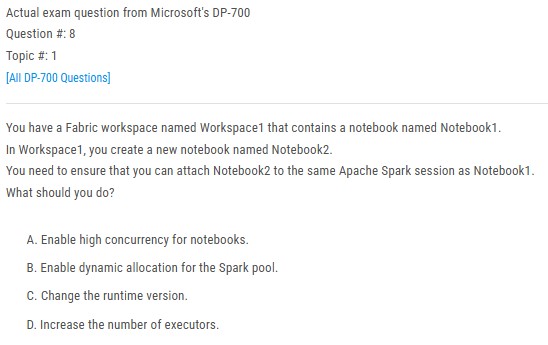 Actual exam question from Microsoft's DP-700
Question #: 8
Topic #: 1
[All DP-700 Questions]
You have a Fabric workspace named Workspace1 that contains a notebook named Notebook1.
In Workspace1, you create a new notebook named Notebook2.
You need to ensure that you can attach Notebook2 to the same Apache Spark session as Notebook1.
What should you do?
A. Enable high concurrency for notebooks.
B. Enable dynamic allocation for the Spark pool.
C. Change the runtime version.
D. Increase the number of executors.